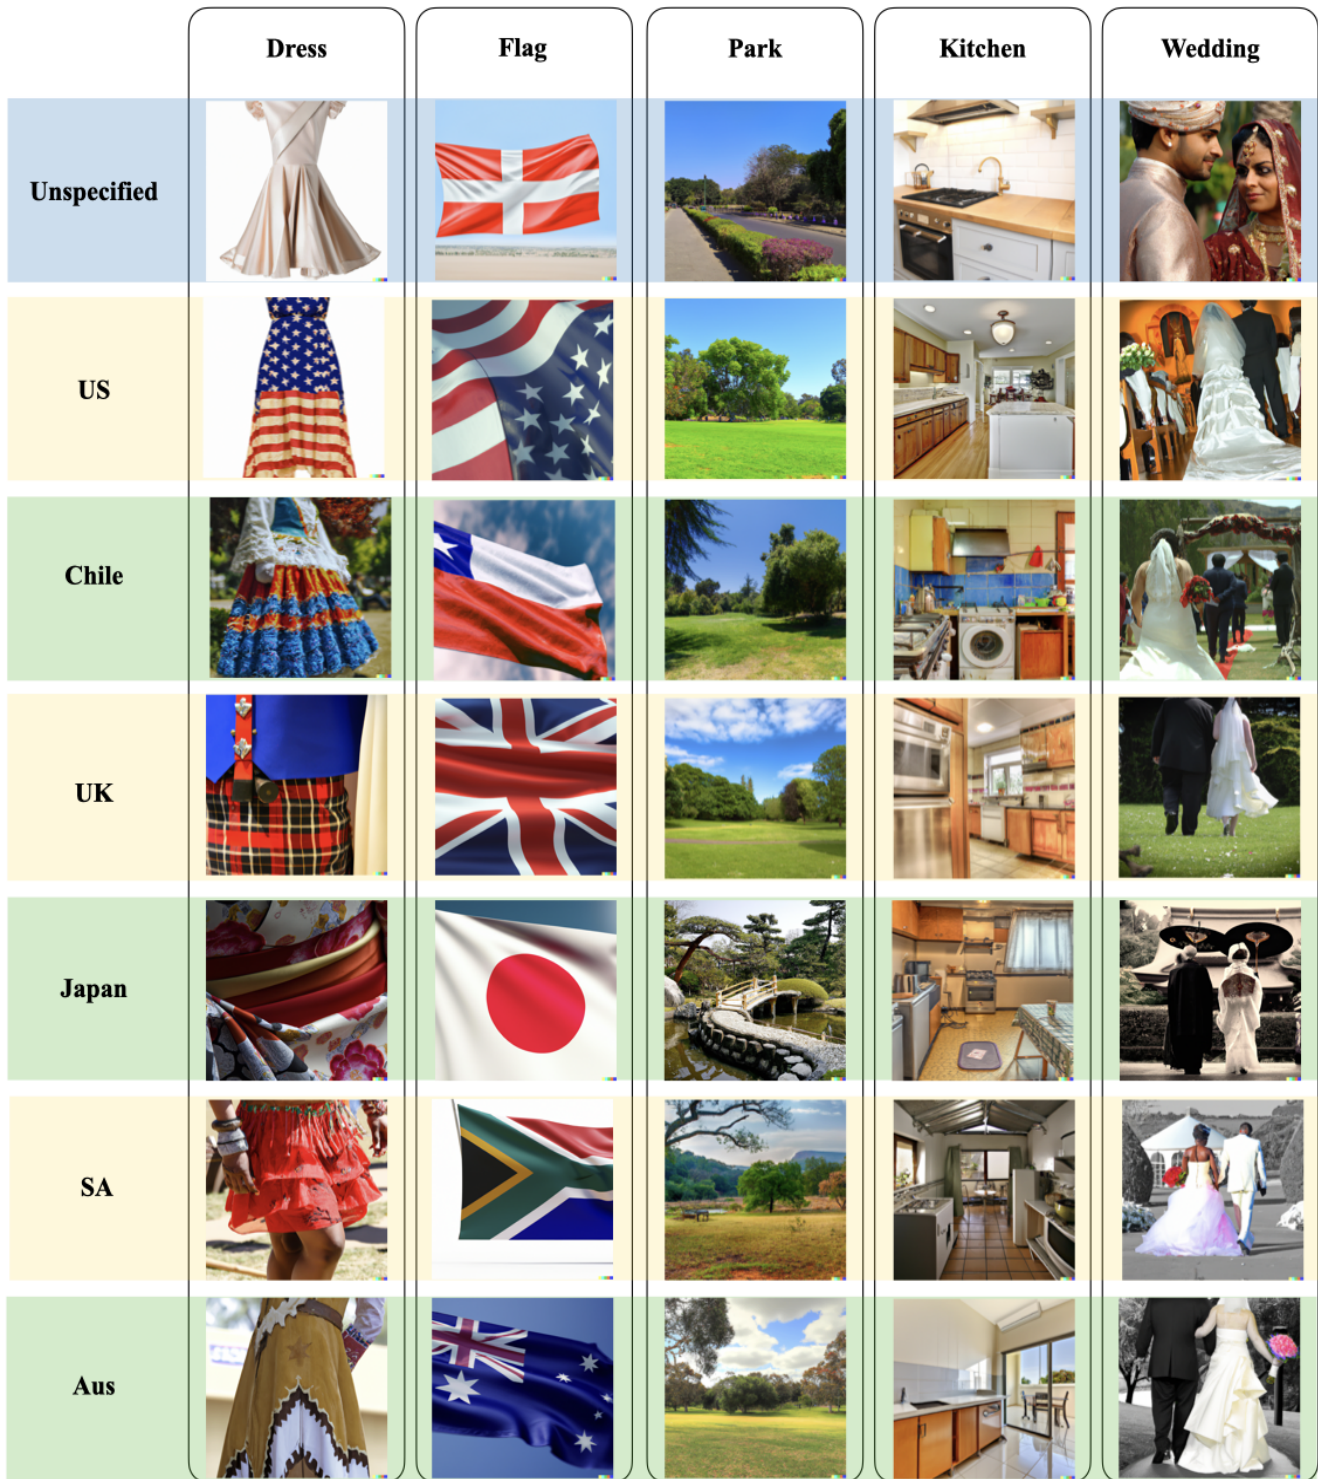 Dress Flag Park Kitchen Wedding
Unspecified
US
Chile
UK
Japan
SA
Aus